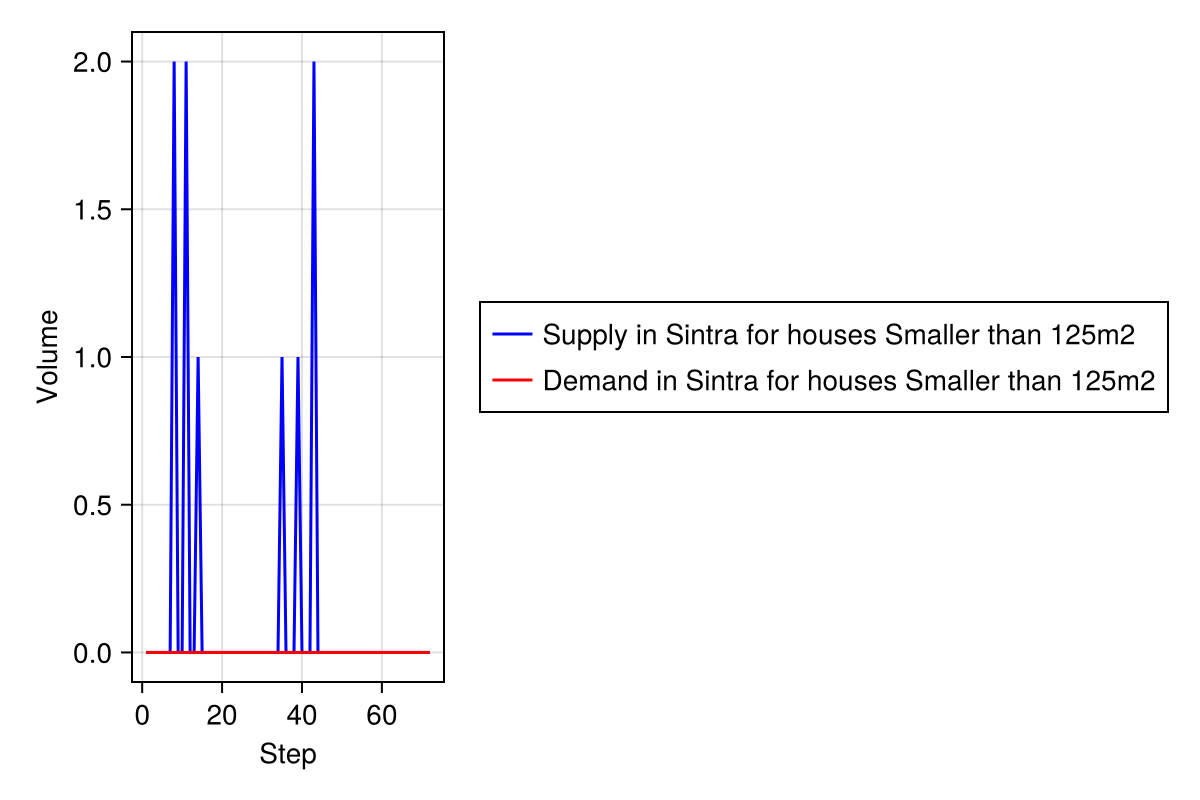 2.0
1.5
1.0
0.5
0.0
Volume
0 20 40 60
Step
Supply in Sintra for houses Smaller than 125m2
Demand in Sintra for houses Smaller than 125m2